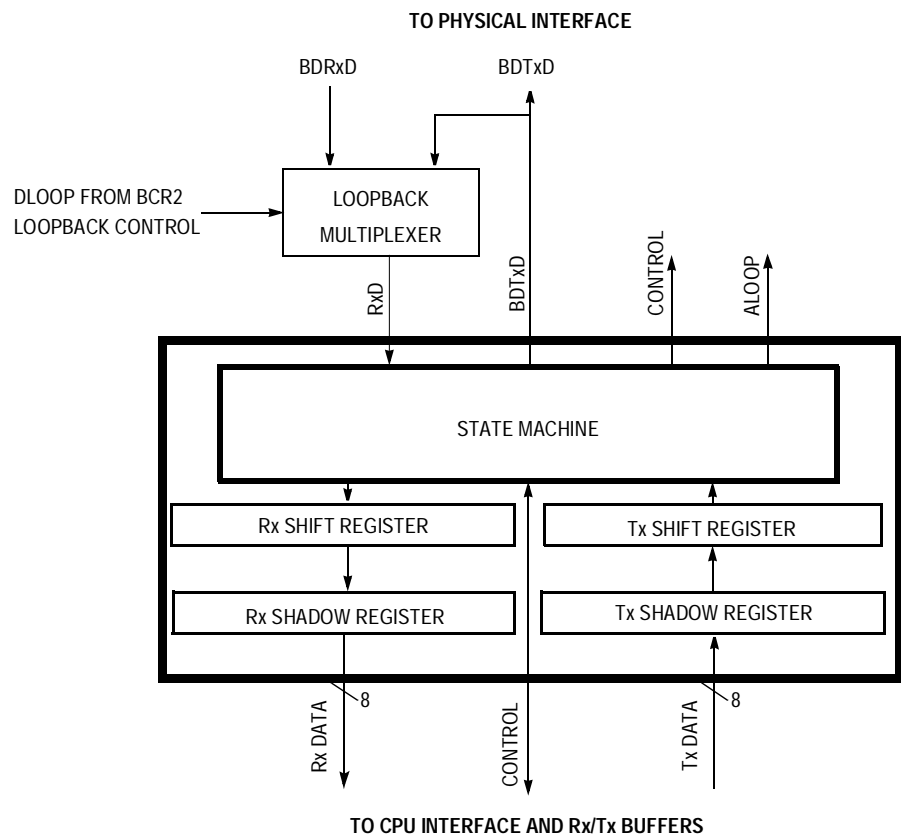 TO PHYSICAL INTERFACE
BDRxD
BDTxD
DLOOP FROM BCR2
LOOPBACK CONTROL
LOOPBACK
MULTIPLEXER
RxD
BDTxD
CONTROL
ALOOP
STATE MACHINE
Rx SHIFT REGISTER
Tx SHIFT REGISTER
Rx SHADOW REGISTER
Tx SHADOW REGISTER
8
8
Rx DATA
CONTROL
Tx DATA
TO CPU INTERFACE AND Rx/Tx BUFFERS